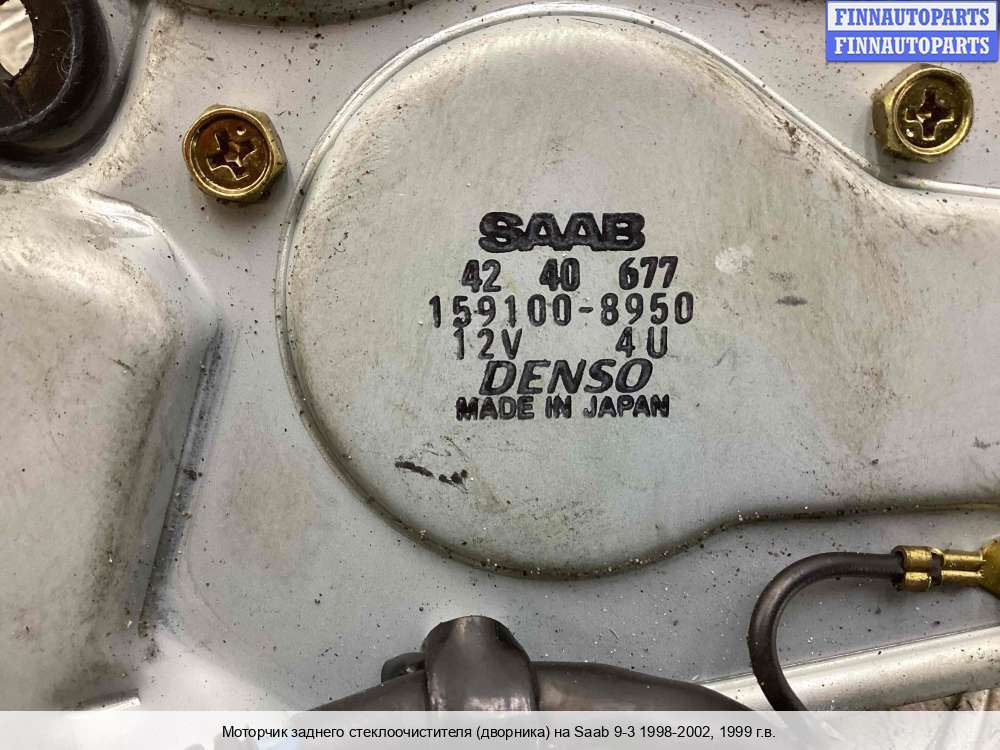 FINNAUTOPARTS
FINNAUTOPARTS
SAAB
42 40 677
159100-8950
12V 4U
DENSO
MADE IN JAPAN
Моторчик заднего стеклоочистителя (дворника) на Saab 9-3 1998-2002, 1999 г.в.